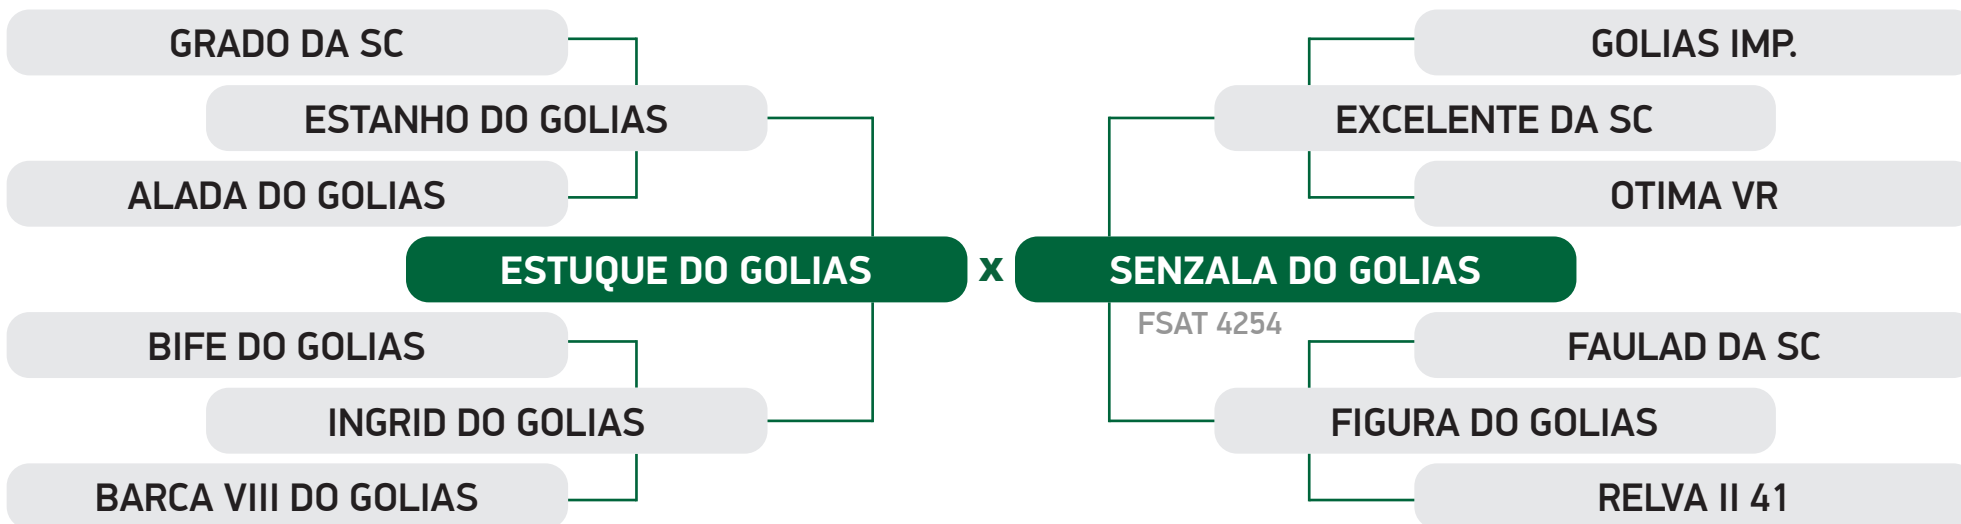 GRADO DA SC
GOLIAS IMP.
ESTANHO DO GOLIAS
EXCELENTE DA SC
ALADA DO GOLIAS
OTIMA VR
ESTUQUE DO GOLIAS x SENZALA DO GOLIAS
FSAT 4254
BIFE DO GOLIAS
FAULAD DA SC
INGRID DO GOLIAS
FIGURA DO GOLIAS
BARCA VIII DO GOLIAS
RELVA II 41